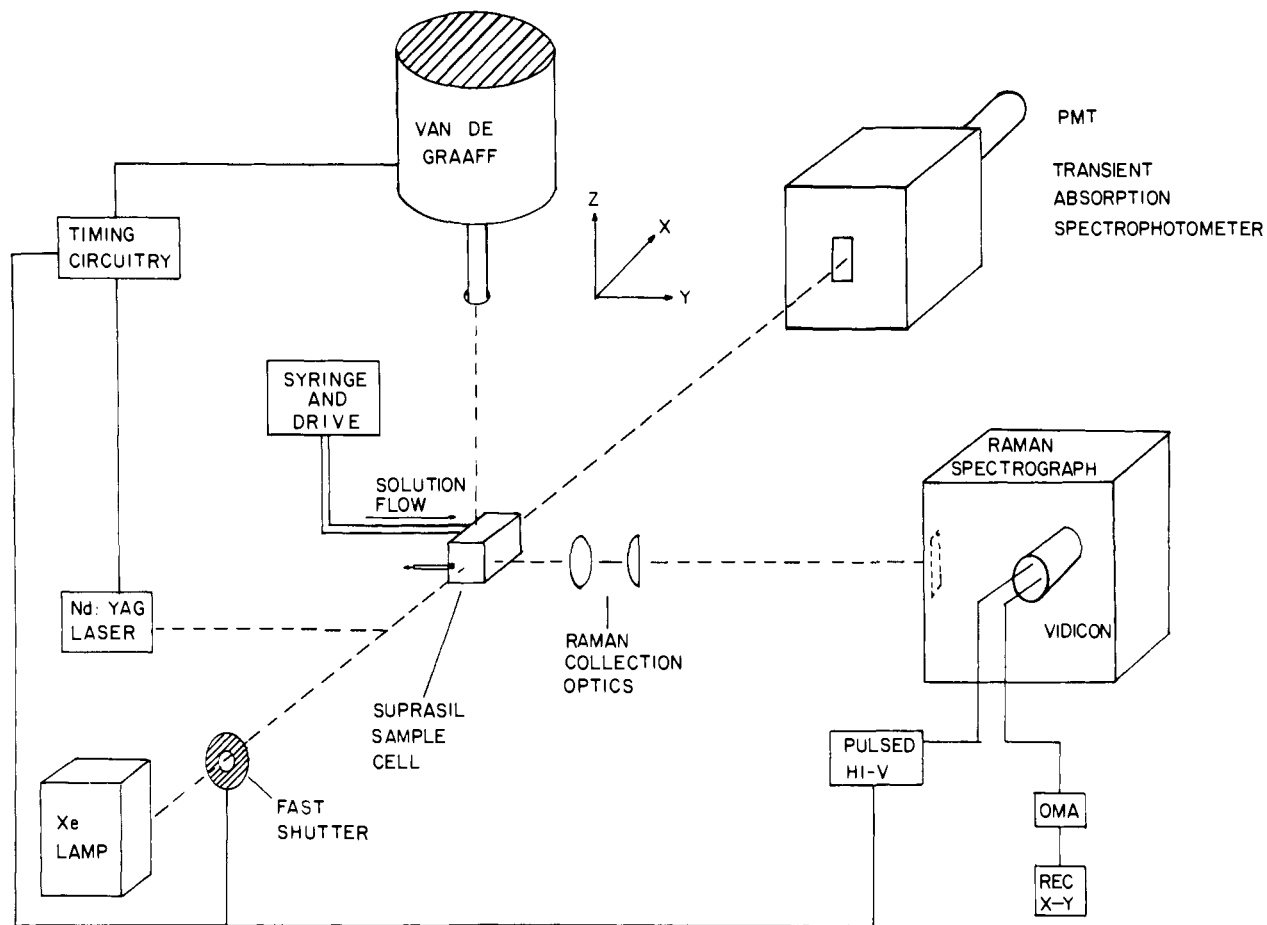 VAN DE
GRAAFF
PMT
TRANSIENT
ABSORPTION
SPECTROPHOTOMETER
Z
X
Y
TIMING
CIRCUITRY
SYRINGE
AND
DRIVE
SOLUTION
FLOW
RAMAN
SPECTROGRAPH
VIDICON
Nd: YAG
LASER
RAMAN
COLLECTION
OPTICS
SUPRASIL
SAMPLE
CELL
PULSED
HI-V
Xe
LAMP
FAST
SHUTTER
OMA
REC
X-Y